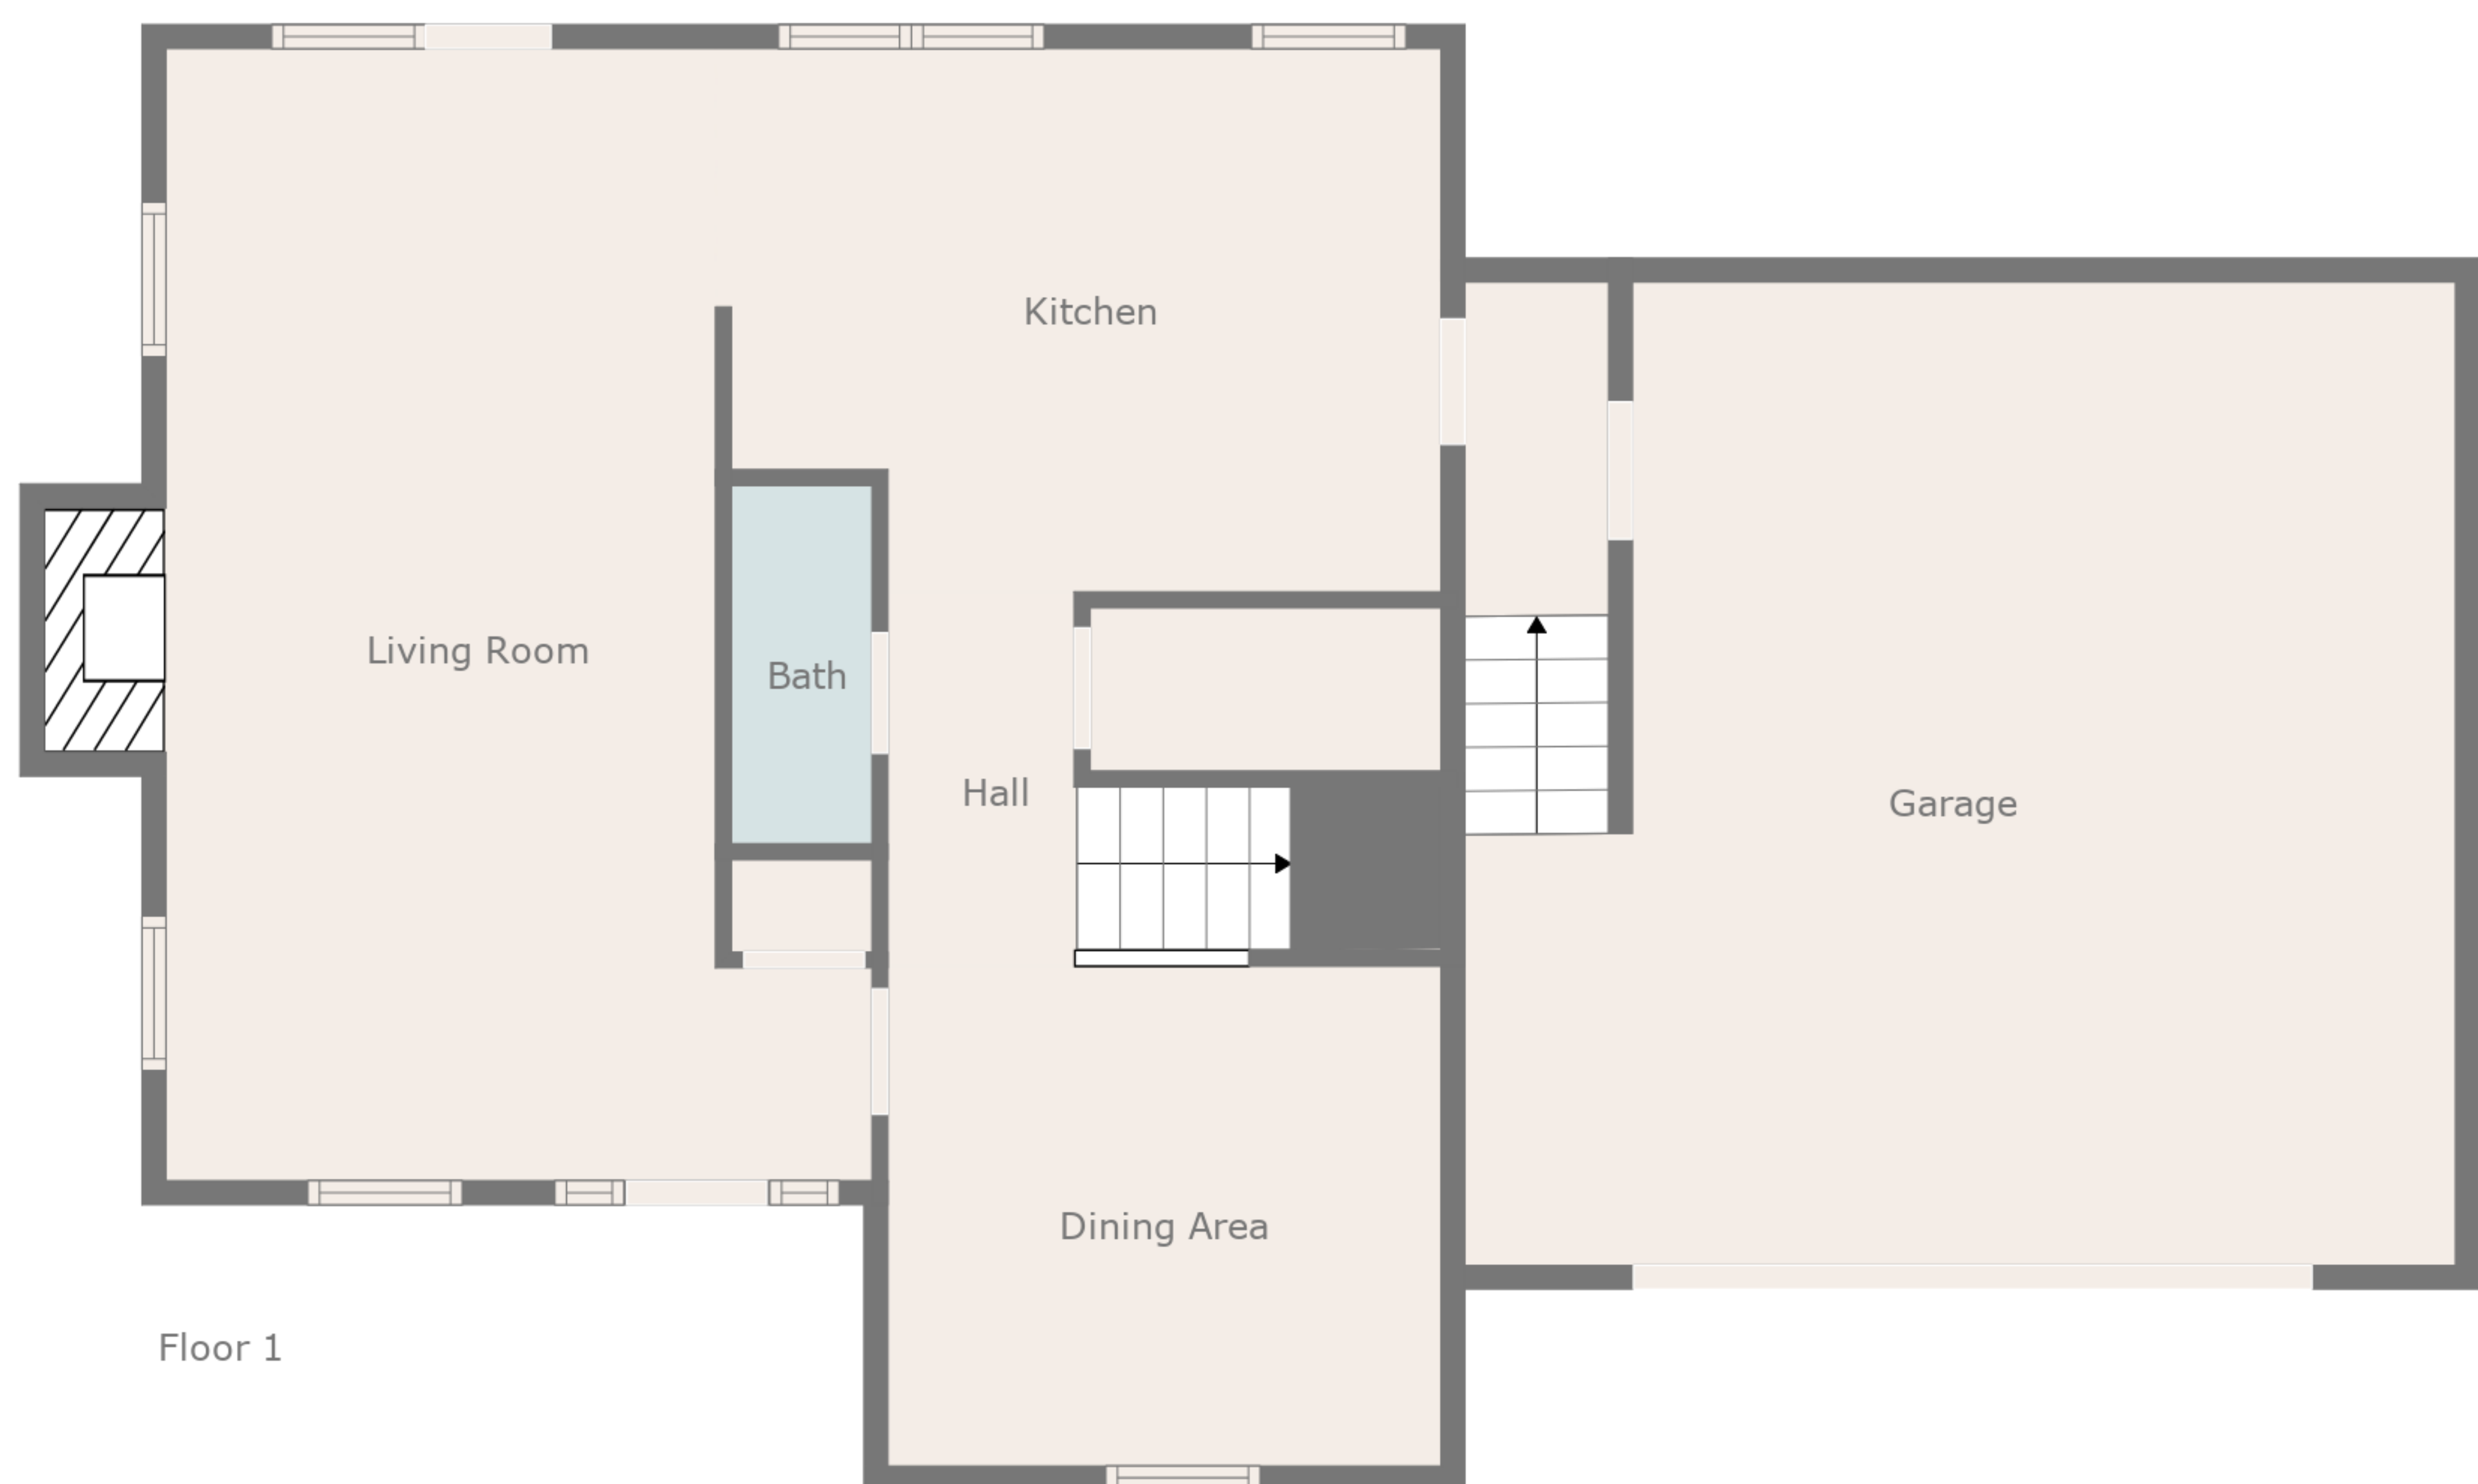 Kitchen
Living Room
Bath
Hall
Garage
Dining Area
Floor 1